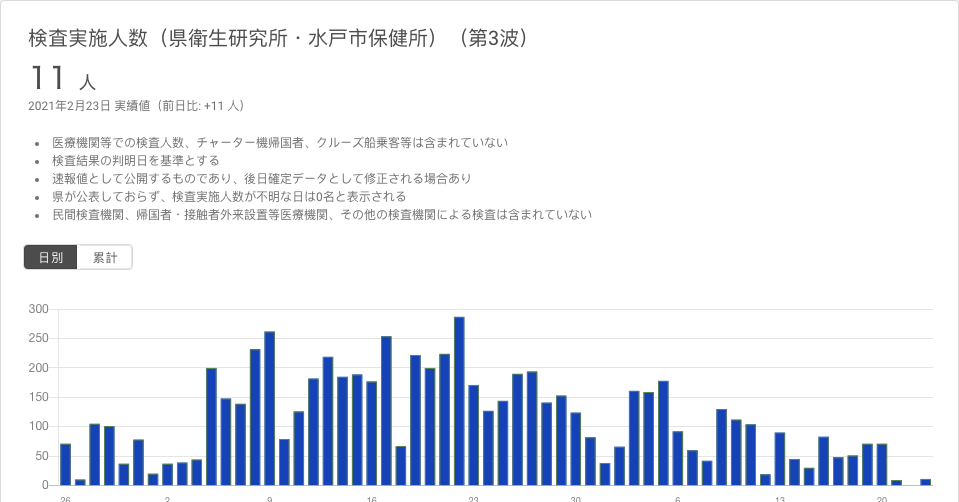 検査実施人数（県衛生研究所・水戸市保健所）（第3波）
11 人
2021年2月23日 実績値（前日比: +11 人）
• 医療機関等での検査人数、チャーター機帰国者、クルーズ船乗客等は含まれていない
• 検査結果の判明日を基準とする
• 速報値として公開するものであり、後日確定データとして修正される場合あり
• 県が公表しておらず、検査実施人数が不明な日は0名と表示される
• 民間検査機関、帰国者・接触者外来設置等医療機関、その他の検査機関による検査は含まれていない
日別 累計
300
250
200
150
100
50
0
26 2 9 16 23 30 6 13 20